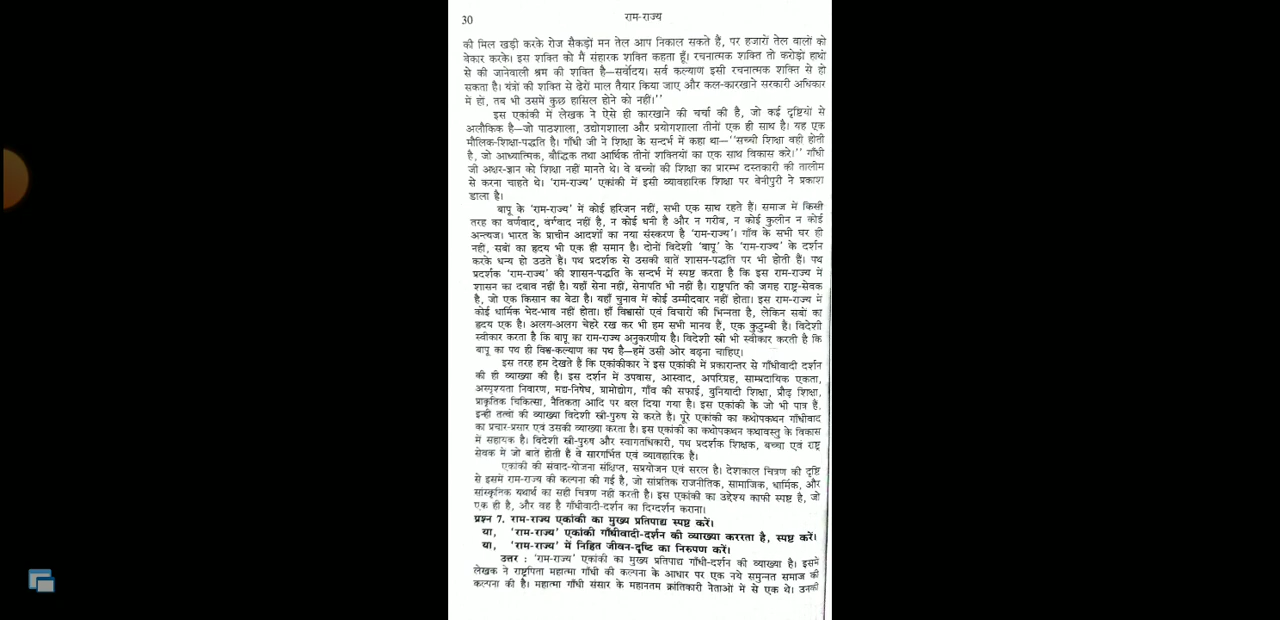 30
राम-राज्य
की मिल खड़ी करके रोज सैकड़ों मन तेल आप निकाल सकते हैं, पर हजारों तेल वालों को
बेकार करके। इस शक्ति को मैं संहारक शक्ति कहता हूँ। रचनात्मक शक्ति तो करोड़ों हाथों
से की जानेवाली श्रम की शक्ति है—सर्वोदय। सर्व कल्याण इसी रचनात्मक शक्ति से हो
सकता है। यंत्रों की शक्ति से ढेरों माल तैयार किया जाए और कल-कारखाने सरकारी अधिकार
में हो, तब भी उसमें कुछ हासिल होने को नहीं।''
इस एकांकी में लेखक ने ऐसे ही कारखाने की चर्चा की है, जो कई दृष्टियों से
अलौकिक है—जो पाठशाला, उद्योगशाला और प्रयोगशाला तीनों एक ही साथ है। यह एक
मौलिक-शिक्षा-पद्धति है। गाँधी जी ने शिक्षा के सन्दर्भ में कहा था—''सच्ची शिक्षा वही होती
है, जो आध्यात्मिक, बौद्धिक तथा आर्थिक तीनों शक्तियों का एक साथ विकास करे।'' गाँधी
जी अक्षर-ज्ञान को शिक्षा नहीं मानते थे। वे बच्चों की शिक्षा का प्रारम्भ दस्तकारी की तालीम
से करना चाहते थे। 'राम-राज्य' एकांकी में इसी व्यावहारिक शिक्षा पर बेनीपुरी ने प्रकाश
डाला है।
बापू के 'राम-राज्य' में कोई हरिजन नहीं, सभी एक साथ रहते हैं। समाज में किसी
तरह का वर्णवाद, वर्गवाद नहीं है, न कोई धनी है और न गरीब, न कोई कुलीन न कोई
अन्त्यज। भारत के प्राचीन आदर्शों का नया संस्करण है 'राम-राज्य'। गाँव के सभी घर ही
नहीं, सबों का हृदय भी एक ही समान है। दोनों विदेशी 'बापू' के 'राम-राज्य' के दर्शन
करके धन्य हो उठते है। पथ प्रदर्शक से उसकी बातें शासन-पद्धति पर भी होती हैं। पथ
प्रदर्शक 'राम-राज्य' की शासन-पद्धति के सन्दर्भ में स्पष्ट करता है कि इस राम-राज्य में
शासन का दबाव नहीं है। यहाँ सेना नहीं, सेनापति भी नहीं है। राष्ट्रपति की जगह राष्ट्र-सेवक
है, जो एक किसान का बेटा है। यहाँ चुनाव में कोई उम्मीदवार नहीं होता। इस राम-राज्य में
कोई धार्मिक भेद-भाव नहीं होता। हाँ विश्वासों एवं विचारों की भिन्नता है, लेकिन सबों का
हृदय एक है। अलग-अलग चेहरे रख कर भी हम सभी मानव हैं, एक कुटुम्बी हैं। विदेशी
स्वीकार करता है कि बापू का राम-राज्य अनुकरणीय है। विदेशी स्त्री भी स्वीकार करती है कि
बापू का पथ ही विश्व-कल्याण का पथ है—हमें उसी ओर बढ़ना चाहिए।
इस तरह हम देखते है कि एकांकीकार ने इस एकांकी में प्रकारान्तर से गाँधीवादी दर्शन
की ही व्याख्या की है। इस दर्शन में उपवास, आस्वाद, अपरिग्रह, साम्प्रदायिक एकता,
अस्पृश्यता निवारण, मद्य-निषेध, ग्रामोद्योग, गाँव की सफाई, बुनियादी शिक्षा, प्रौढ़ शिक्षा,
प्राकृतिक चिकित्सा, नैतिकता आदि पर बल दिया गया है। इस एकांकी के जो भी पात्र हैं,
इन्हीं तत्वों की व्याख्या विदेशी स्त्री-पुरुष से करते हैं। पूरे एकांकी का कथोपकथन गाँधीवाद
का प्रचार-प्रसार एवं उसकी व्याख्या करता है। इस एकांकी का कथोपकथन कथावस्तु के विकास
में सहायक है। विदेशी स्त्री-पुरुष और स्वागताधिकारी, पथ प्रदर्शक शिक्षक, बच्चा एवं राष्ट्र
सेवक में जो बातें होती हैं वे सारगर्भित एवं व्यावहारिक है।
एकांकी की संवाद-योजना संक्षिप्त, सप्रयोजन एवं सरल है। देशकाल चित्रण की दृष्टि
से इसमें राम-राज्य की कल्पना की गई है, जो सांप्रतिक राजनीतिक, सामाजिक, धार्मिक, और
सांस्कृतिक यथार्थ का सही चित्रण नही करती है। इस एकांकी का उद्देश्य काफी स्पष्ट है, जो
एक ही है, और वह है गाँधीवादी-दर्शन का दिग्दर्शन कराना।
प्रश्न 7. राम-राज्य एकांकी का मुख्य प्रतिपाद्य स्पष्ट करें।
या, 'राम-राज्य' एकांकी गाँधीवादी-दर्शन की व्याख्या कररता है, स्पष्ट करें।
या, 'राम-राज्य' में निहित जीवन-दृष्टि का निरुपण करें।
उत्तर : 'राम-राज्य' एकांकी का मुख्य प्रतिपाद्य गाँधी-दर्शन की व्याख्या है। इसमें
लेखक ने राष्ट्रपिता महात्मा गाँधी की कल्पना के आधार पर एक नये समुन्नत समाज की
कल्पना की है। महात्मा गाँधी संसार के महानतम क्रांतिकारी नेताओं में से एक थे। उनकी